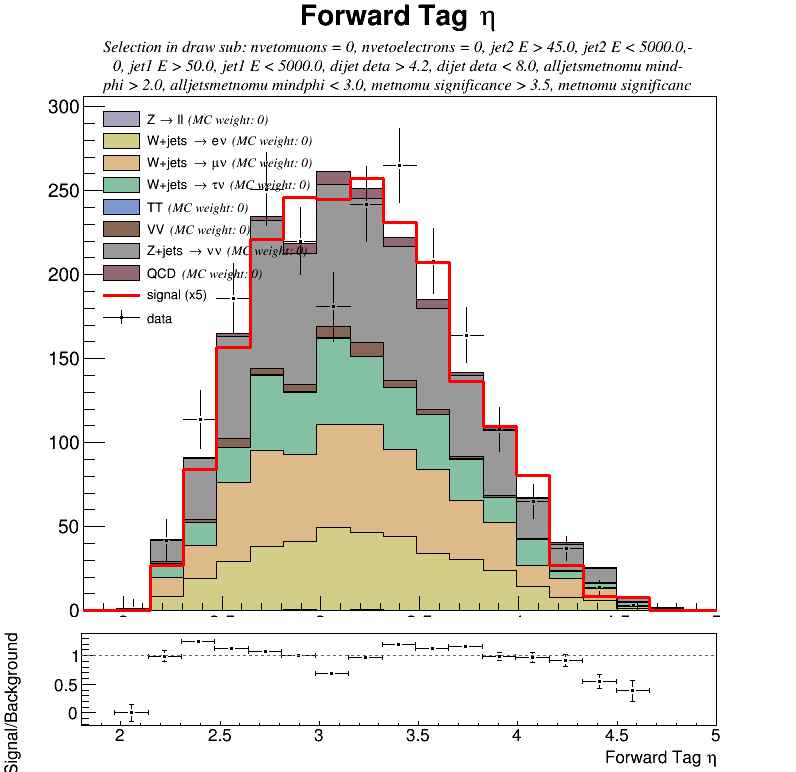 Forward Tag η
Selection in draw sub: nvetomuons = 0, nvetoelectrons = 0, jet2 E > 45.0, jet2 E < 5000.0,-
0, jet1 E > 50.0, jet1 E < 5000.0, dijet deta > 4.2, dijet deta < 8.0, alljetsmetnomu mind-
phi > 2.0, alljetsmetnomu mindphi < 3.0, metnomu significance > 3.5, metnomu significanc
300
Z → ll (MC weight: 0)
W+jets → eν (MC weight: 0)
W+jets → μν (MC weight: 0)
250
W+jets → τν (MC weight: 0)
TT (MC weight: 0)
VV (MC weight: 0)
Z+jets → νν (MC weight: 0)
200
QCD (MC weight: 0)
signal (x5)
data
150
100
50
0
Signal/Background
1
0.5
0
2 2.5 3 3.5 4 4.5 5
Forward Tag η